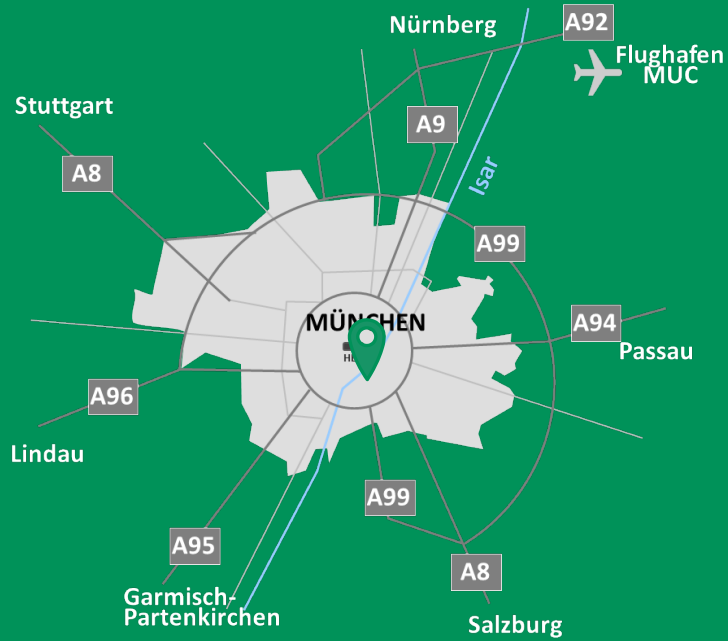 Nürnberg
A92
Flughafen
MUC
Stuttgart
A9
A8
Isar
A99
MÜNCHEN
A94
Passau
A96
Lindau
A99
A95
A8
Garmisch-
Partenkirchen
Salzburg